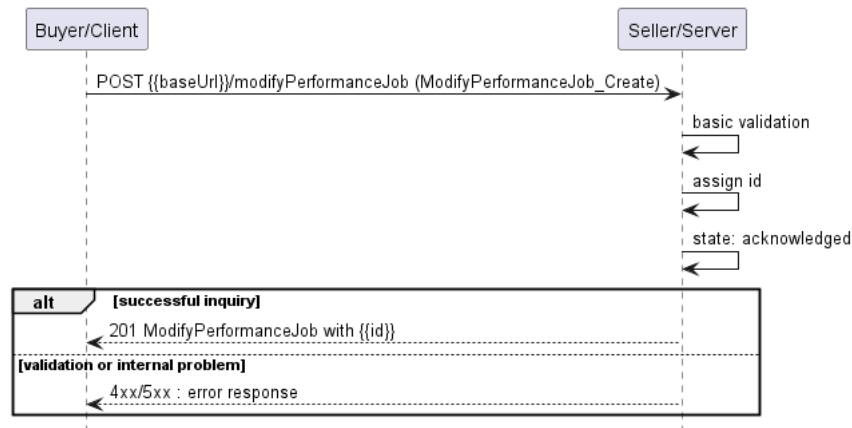 Buyer/Client Seller/Server
POST {{baseUrl}}/modifyPerformanceJob (ModifyPerformanceJob_Create)
basic validation
assign id
state: acknowledged
alt [successful inquiry]
201 ModifyPerformanceJob with {{id}}
[validation or internal problem]
4xx/5xx : error response